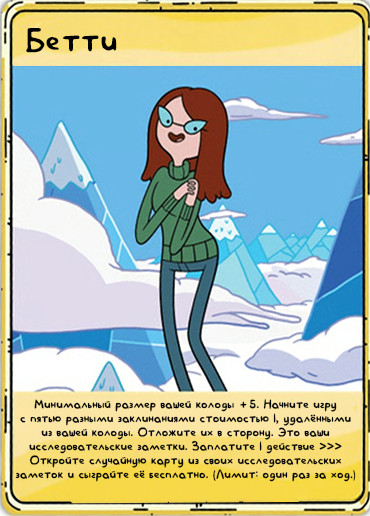 Бетти
Минимальный размер вашей колоды +5. Начните игру
с пятью разными заклинаниями стоимостью 1, удалёнными
из вашей колоды. Отложите их в сторону. Это ваши
исследовательские заметки. Заплатите 1 действие >>>
Откройте случайную карту из своих исследовательских
заметок и сыграйте её бесплатно. (Лимит: один раз за ход.)